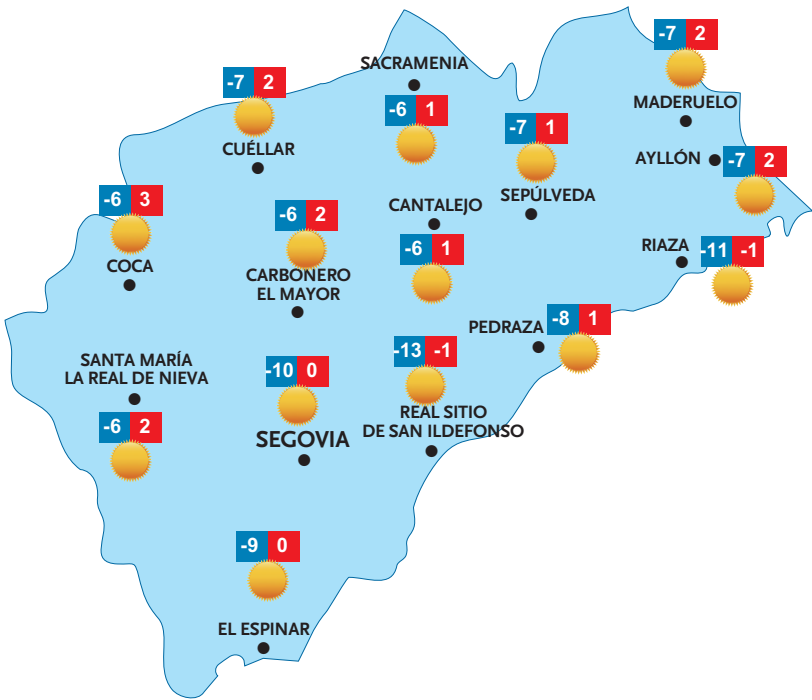 -7 2
MADERUELO
SACRAMENIA
-6 1
-7 2
CUÉLLAR
-7 1
SEPÚLVEDA
AYLLÓN
-7 2
-6 3
COCA
-6 2
CARBONERO
EL MAYOR
CANTALEJO
-6 1
RIAZA
-11 -1
PEDRAZA
-8 1
SANTA MARÍA
LA REAL DE NIEVA
-6 2
-10 0
SEGOVIA
-13 -1
REAL SITIO
DE SAN ILDEFONSO
-9 0
EL ESPINAR